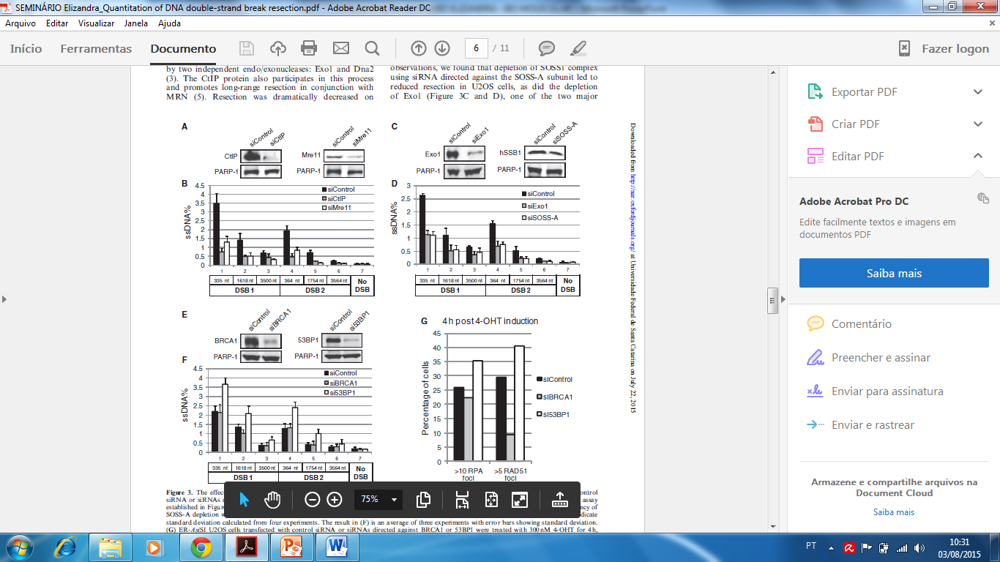 SEMINÁRIO Elizandra_Quantitation of DNA double-strand break resection.pdf - Adobe Acrobat Reader DC
Arquivo Editar Visualizar Janela Ajuda
Início Ferramentas Documento 6 / 11 Fazer logon
by two independent endo/exonucleases: Exo1 and Dna2
(3). The CtIP protein also participates in this process
and promotes long-range resection in conjunction with
MRN (5). Resection was dramatically decreased on
observations, we found that depletion of SOSS1 complex
using siRNA directed against the SOSS-A subunit led to
reduced resection in U2OS cells, as did the depletion
of Exo1 (Figure 3C and D), one of the two major
A
siControl siCtIP siControl siMre11
CtIP Mre11
PARP-1 PARP-1
B
4.5
4
3.5
3
2.5
2
1.5
1
0.5
0
ssDNA%
siControl
siCtIP
siMre11
1 2 3 4 5 6 7
335 nt 1618 nt 3500 nt 364 nt 1754 nt 3564 nt No DSB
DSB 1 DSB 2
C
siControl siExo1 siControl siSOSS-A
Exo1 hSSB1
PARP-1 PARP-1
D
3
2.5
2
1.5
1
0.5
0
ssDNA%
siControl
siExo1
siSOSS-A
1 2 3 4 5 6 7
335 nt 1618 nt 3500 nt 364 nt 1754 nt 3564 nt No DSB
DSB 1 DSB 2
E
siControl siBRCA1 siControl si53BP1
BRCA1 53BP1
PARP-1 PARP-1
F
4.5
4
3.5
3
2.5
2
1.5
1
0.5
0
ssDNA%
siControl
siBRCA1
si53BP1
1 2 3 4 5 6 7
335 nt 1618 nt 3500 nt 364 nt 1754 nt 3564 nt No DSB
DSB 1 DSB 2
G 4 h post 4-OHT induction
45
40
35
30
25
20
15
10
5
0
Percentage of cells
siControl
siBRCA1
si53BP1
>10 RPA foci >5 RAD51 foci
Downloaded from http://nar.oxfordjournals.org/ at Universidade Federal de Santa Catarina on July 22, 2015
Figure 3. The effec ontrol
siRNA or siRNAs assay
established in Figur ncy of
SOSS-A depletion w dicate
standard deviation calculated from four experiments. The result in (F) is an average of three experiments with error bars showing standard deviation.
(G) ER-AsiSI U2OS cells transfected with control siRNA or siRNAs directed against BRCA1 or 53BP1 were treated with 300 nM 4-OHT for 4 h,
75%
Exportar PDF
Criar PDF
Editar PDF
Adobe Acrobat Pro DC
Edite facilmente textos e imagens em
documentos PDF
Saiba mais
Comentário
Preencher e assinar
Enviar para assinatura
Enviar e rastrear
Armazene e compartilhe arquivos na
Document Cloud
Saiba mais
PT 10:31
03/08/2015